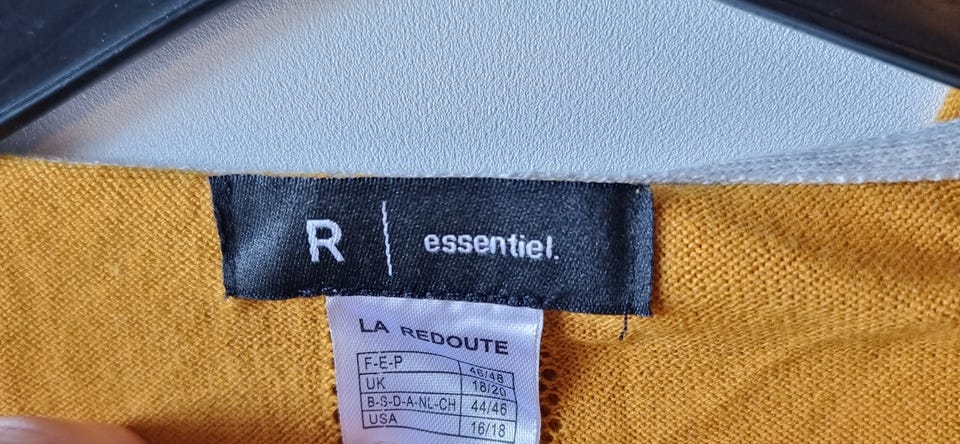 R | essentiel.
LA REDOUTE
F-E-P 46/48
UK 18/20
B-S-D-A-NL-CH 44/46
USA 16/18